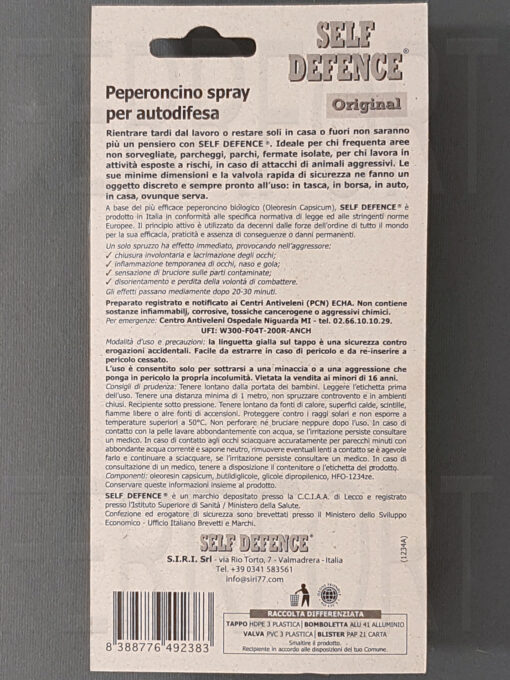 SELF
DEFENCE®
Original
Peperoncino spray
per autodifesa
Rientrare tardi dal lavoro o restare soli in casa o fuori non saranno
più un pensiero con SELF DEFENCE®. Ideale per chi frequenta aree
non sorvegliate, parcheggi, parchi, fermate isolate, per chi lavora in
attività esposte a rischi, in caso di attacchi di animali aggressivi. Le
sue minime dimensioni e la valvola rapida di sicurezza ne fanno un
oggetto discreto e sempre pronto all'uso: in tasca, in borsa, in auto,
in casa, ovunque serva.
A base del più efficace peperoncino biologico (Oleoresin Capsicum), SELF DEFENCE® è
prodotto in Italia in conformità alle specifica normativa di legge ed alle stringenti norme
Europee. Il principio attivo è utilizzato da decenni dalle forze dell'ordine di tutto il mondo
per la sua efficacia, praticità e assenza di conseguenze o danni permanenti.
Un solo spruzzo ha effetto immediato, provocando nell'aggressore:
✓ chiusura involontaria e lacrimazione degli occhi;
✓ infiammazione temporanea di occhi, naso e gola;
✓ sensazione di bruciore sulle parti contaminate;
✓ disorientamento e perdita della volontà di combattere.
Gli effetti passano mediamente dopo 20-30 minuti.
Preparato registrato e notificato ai Centri Antiveleni (PCN) ECHA. Non contiene
sostanze infiammabili, corrosive, tossiche cancerogene o aggressivi chimici.
Per emergenze: Centro Antiveleni Ospedale Niguarda MI - tel. 02.66.10.10.29.
UFI: W300-F04T-200R-ANCH
Modalità d'uso e precauzioni: la linguetta gialla sul tappo è una sicurezza contro
erogazioni accidentali. Facile da estrarre in caso di pericolo e da re-inserire a
pericolo cessato.
L'uso è consentito solo per sottrarsi a una minaccia o a una aggressione che
ponga in pericolo la propria incolumità. Vietata la vendita ai minori di 16 anni.
Consigli di prudenza: Tenere lontano dalla portata dei bambini. Leggere l'etichetta prima
dell'uso. Tenere una distanza minima di 1 metro, non spruzzare controvento e in ambienti
chiusi. Recipiente sotto pressione. Tenere lontano da fonti di calore, superfici calde, scintille,
fiamme libere o altre fonti di accensioni. Proteggere contro i raggi solari e non esporre a
temperature superiori a 50°C. Non perforare né bruciare neppure dopo l'uso. In caso di
contatto con la pelle lavare abbondantemente con acqua, se l'irritazione persiste consultare
un medico. In caso di contatto agli occhi sciacquare accuratamente per parecchi minuti con
abbondante acqua corrente e sapone neutro, rimuovere eventuali lenti a contatto se è agevole
farlo e continuare a sciacquare, se l'irritazione persiste consultare un medico. In caso di
consultazione di un medico, tenere a disposizione il contenitore o l'etichetta del prodotto.
Componenti: oleoresin capsicum, butildiglicole, glicole dipropilenico, HFO-1234ze.
Conservare queste informazioni insieme al prodotto.
SELF DEFENCE® è un marchio depositato presso la C.C.I.A.A. di Lecco e registrato
presso l'Istituto Superiore di Sanità / Ministero della Salute.
Confezione ed erogatore di sicurezza sono brevettati presso il Ministero dello Sviluppo
Economico - Ufficio Italiano Brevetti e Marchi.
SELF DEFENCE®
S.I.R.I. Srl - via Rio Torto, 7 - Valmadrera - Italia
Tel. +39 0341 583561
info@siri77.com
(1234A)
8 388776 492383
RACCOLTA DIFFERENZIATA
TAPPO HDPE 3 PLASTICA | BOMBOLETTA ALU 41 ALLUMINIO
VALVA PVC 3 PLASTICA | BLISTER PAP 21 CARTA
Smaltire il prodotto.
Recipiente in accordo alle disposizioni del tuo Comune.